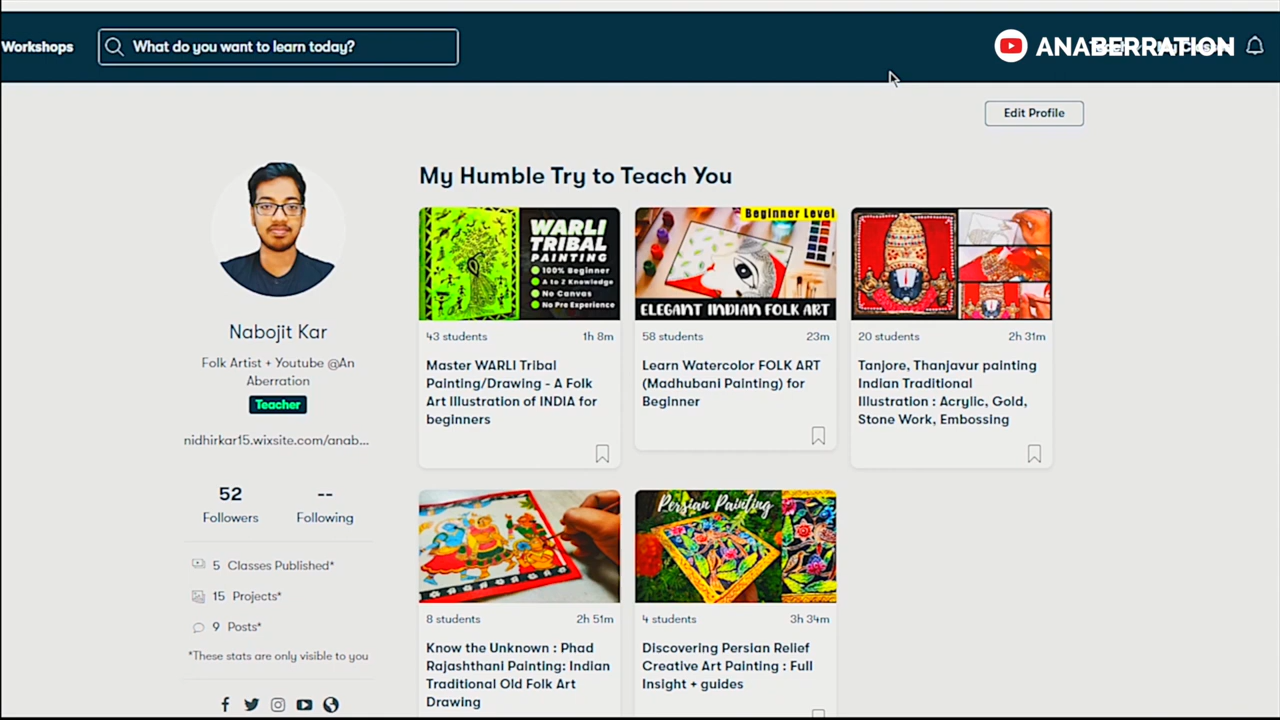 Workshops
What do you want to learn today?
ANABERRATION
Edit Profile
My Humble Try to Teach You
Nabojit Kar
Folk Artist + Youtube @An
Aberration
Teacher
nidhirkar15.wixsite.com/anab...
52
Followers
--
Following
5 Classes Published*
15 Projects*
9 Posts*
*These stats are only visible to you
WARLI
TRIBAL
PAINTING
100% Beginner
A to Z Knowledge
No Canvas
No Pre Experience
43 students 1h 8m
Master WARLI Tribal
Painting/Drawing - A Folk
Art Illustration of INDIA for
beginners
Beginner Level
ELEGANT INDIAN FOLK ART
58 students 23m
Learn Watercolor FOLK ART
(Madhubani Painting) for
Beginner
20 students 2h 31m
Tanjore, Thanjavur painting
Indian Traditional
Illustration : Acrylic, Gold,
Stone Work, Embossing
8 students 2h 51m
Know the Unknown : Phad
Rajashthani Painting: Indian
Traditional Old Folk Art
Drawing
Persian Painting
4 students 3h 34m
Discovering Persian Relief
Creative Art Painting : Full
Insight + guides